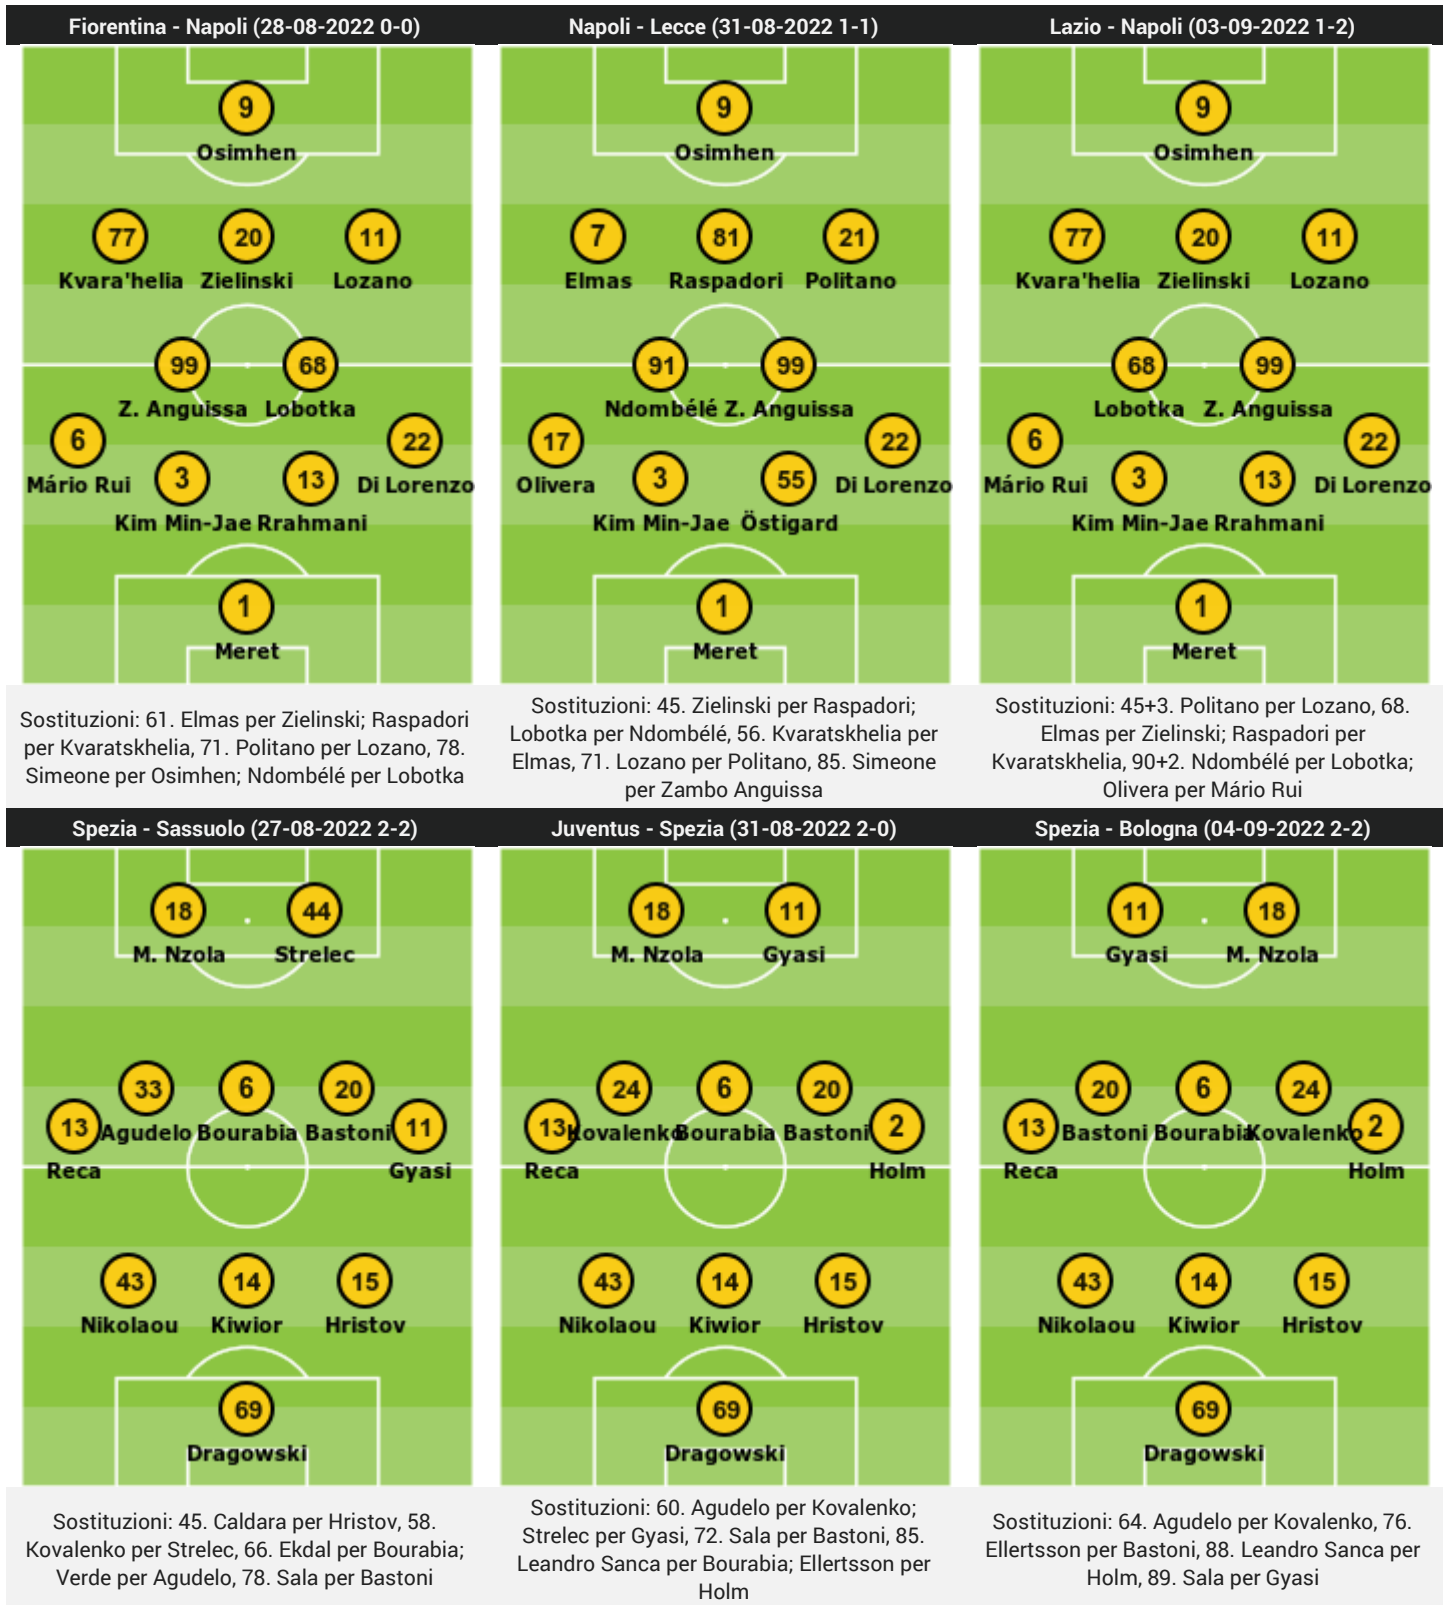 Fiorentina - Napoli (28-08-2022 0-0)
9
Osimhen
77 20 11
Kvara'helia Zielinski Lozano
99 68
Z. Anguissa Lobotka
6 22
Mário Rui Di Lorenzo
3 13
Kim Min-Jae Rrahmani
1
Meret
Sostituzioni: 61. Elmas per Zielinski; Raspadori
per Kvaratskhelia, 71. Politano per Lozano, 78.
Simeone per Osimhen; Ndombélé per Lobotka
Napoli - Lecce (31-08-2022 1-1)
9
Osimhen
7 81 21
Elmas Raspadori Politano
91 99
Ndombélé Z. Anguissa
17 22
Olivera Di Lorenzo
3 55
Kim Min-Jae Östigard
1
Meret
Sostituzioni: 45. Zielinski per Raspadori;
Lobotka per Ndombélé, 56. Kvaratskhelia per
Elmas, 71. Lozano per Politano, 85. Simeone
per Zambo Anguissa
Lazio - Napoli (03-09-2022 1-2)
9
Osimhen
77 20 11
Kvara'helia Zielinski Lozano
68 99
Lobotka Z. Anguissa
6 22
Mário Rui Di Lorenzo
3 13
Kim Min-Jae Rrahmani
1
Meret
Sostituzioni: 45+3. Politano per Lozano, 68.
Elmas per Zielinski; Raspadori per
Kvaratskhelia, 90+2. Ndombélé per Lobotka;
Olivera per Mário Rui
Spezia - Sassuolo (27-08-2022 2-2)
18 44
M. Nzola Strelec
33 6 20
Agudelo Bourabia Bastoni
13 11
Reca Gyasi
43 14 15
Nikolaou Kiwior Hristov
69
Dragowski
Sostituzioni: 45. Caldara per Hristov, 58.
Kovalenko per Strelec, 66. Ekdal per Bourabia;
Verde per Agudelo, 78. Sala per Bastoni
Juventus - Spezia (31-08-2022 2-0)
18 11
M. Nzola Gyasi
24 6 20
Kovalenko Bourabia Bastoni
13 2
Reca Holm
43 14 15
Nikolaou Kiwior Hristov
69
Dragowski
Sostituzioni: 60. Agudelo per Kovalenko;
Strelec per Gyasi, 72. Sala per Bastoni, 85.
Leandro Sanca per Bourabia; Ellertsson per
Holm
Spezia - Bologna (04-09-2022 2-2)
11 18
Gyasi M. Nzola
20 6 24
Bastoni Bourabia Kovalenko
13 2
Reca Holm
43 14 15
Nikolaou Kiwior Hristov
69
Dragowski
Sostituzioni: 64. Agudelo per Kovalenko, 76.
Ellertsson per Bastoni, 88. Leandro Sanca per
Holm, 89. Sala per Gyasi